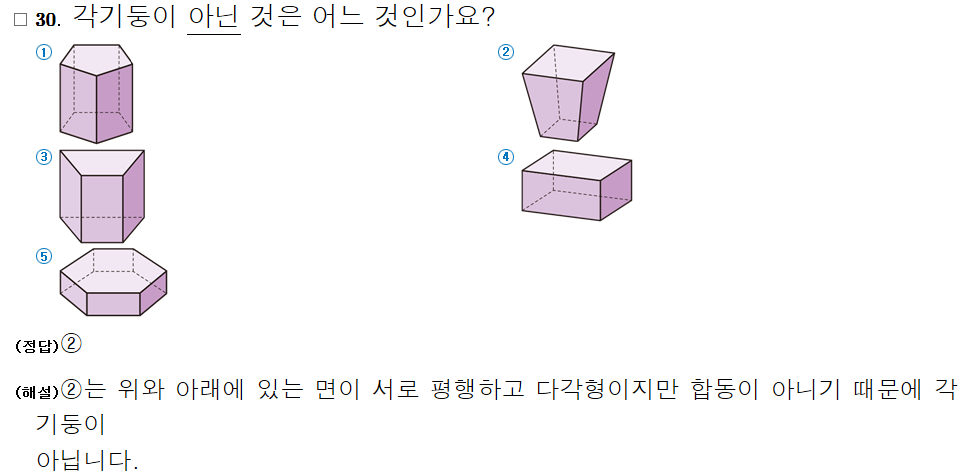 □ 30. 각기둥이 아닌 것은 어느 것인가요?
① ②
③ ④
⑤
(정답)②
(해설)②는 위와 아래에 있는 면이 서로 평행하고 다각형이지만 합동이 아니기 때문에 각
기둥이
아닙니다.